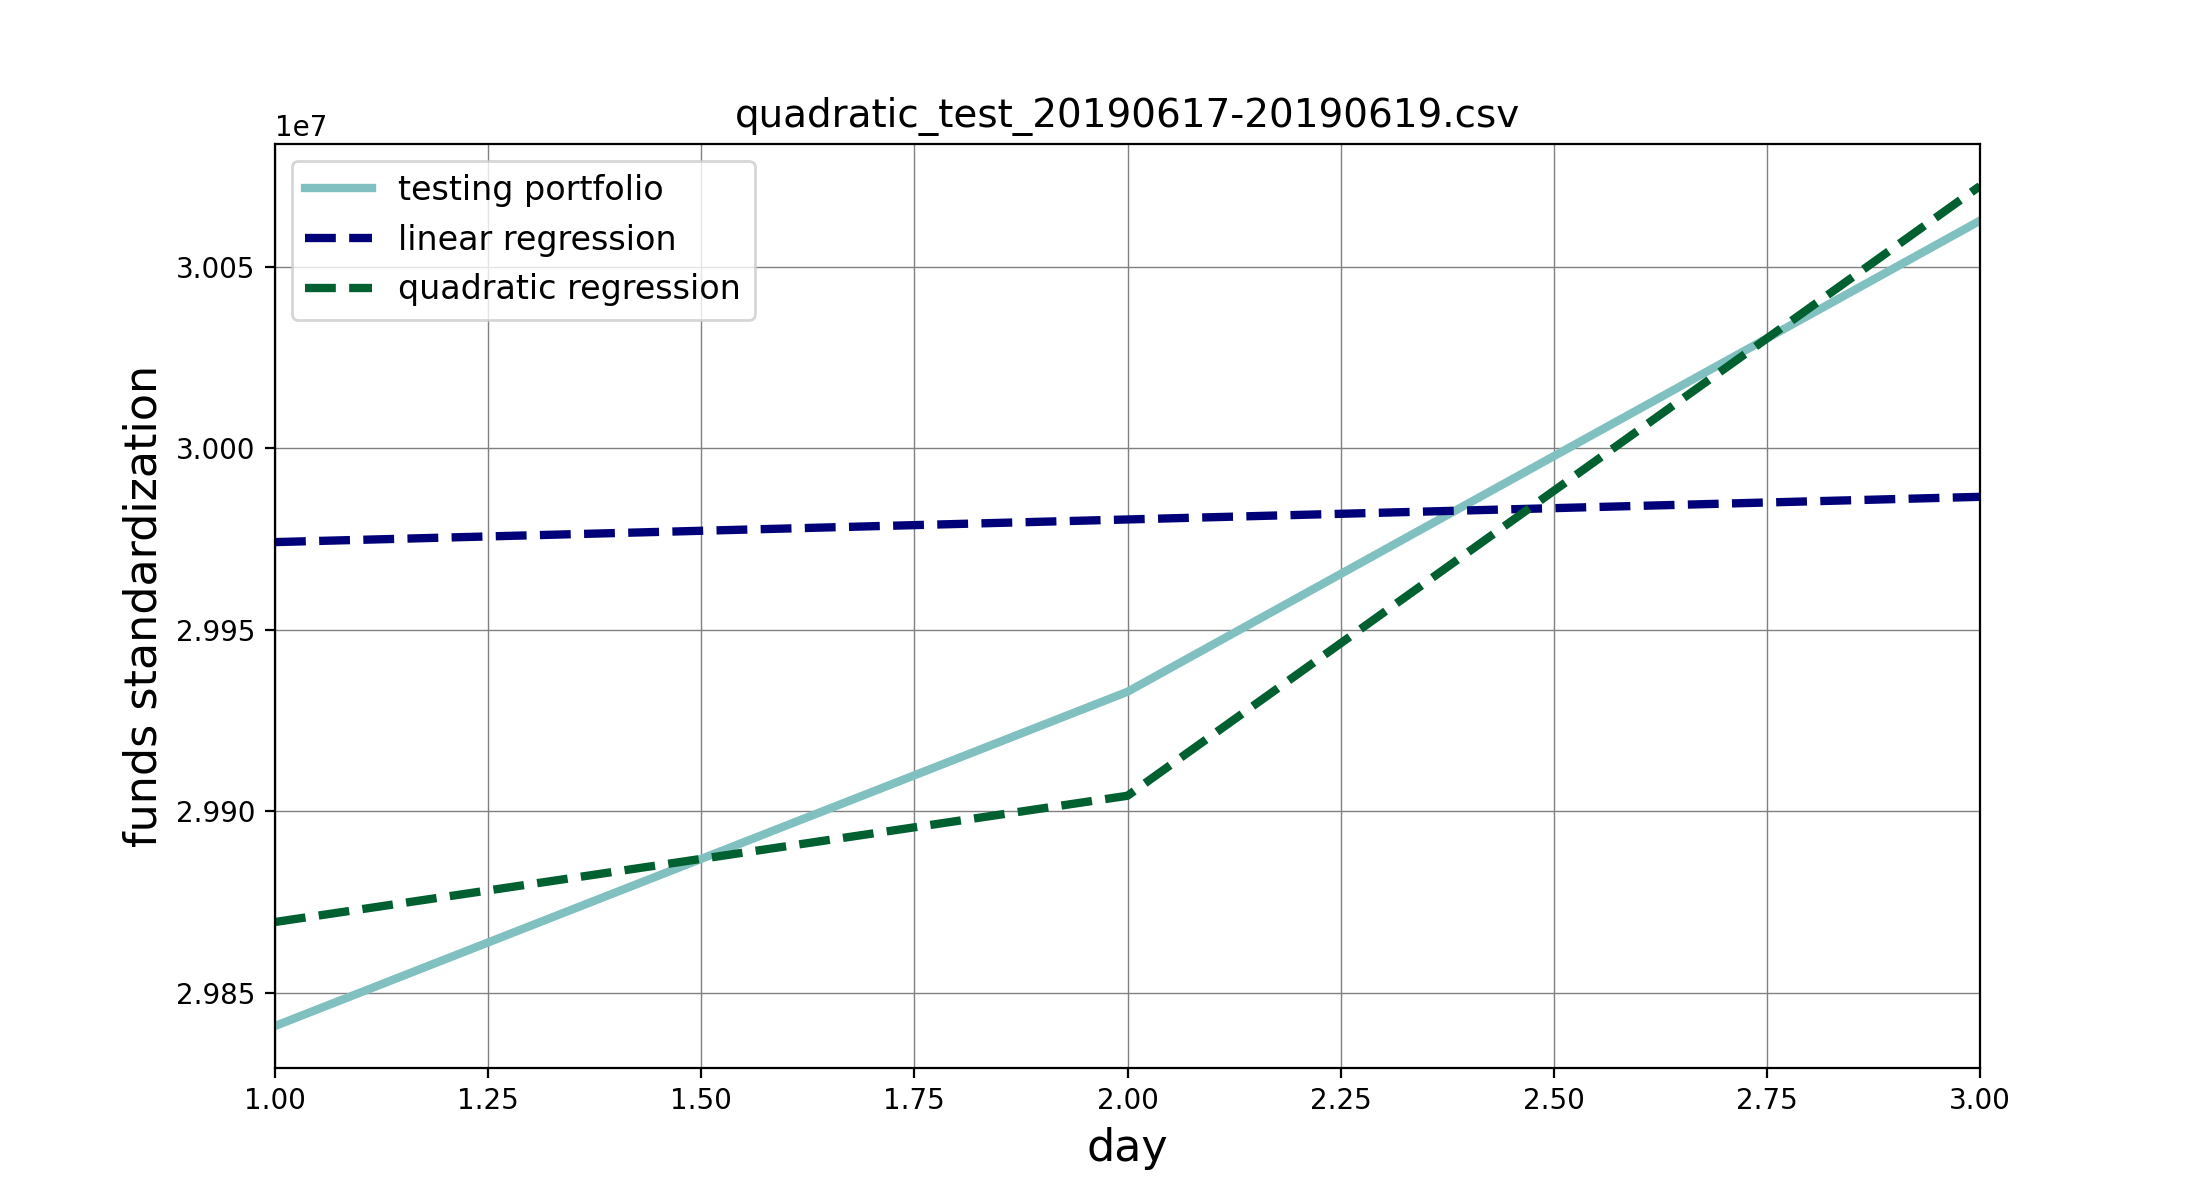 quadratic_test_20190617-20190619.csv
1e7
testing portfolio
linear regression
quadratic regression
funds standardization
3.005
3.000
2.995
2.990
2.985
1.00 1.25 1.50 1.75 2.00 2.25 2.50 2.75 3.00
day